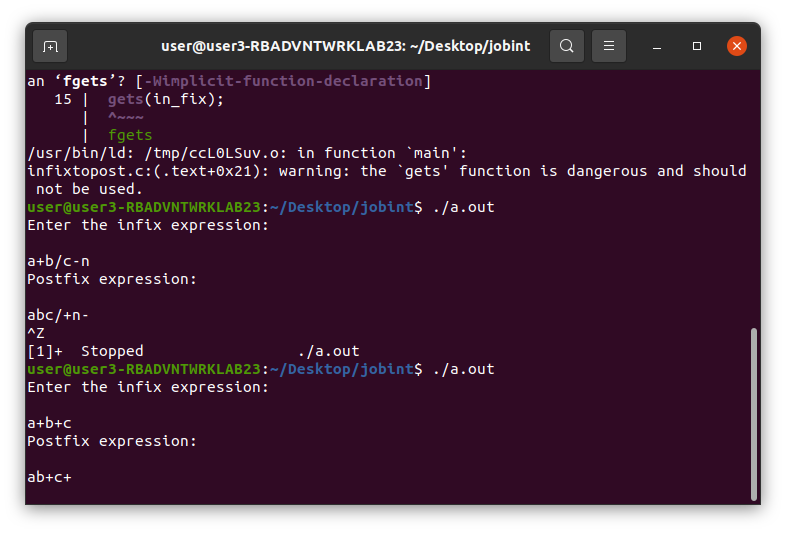 user@user3-RBADVNTWRKLAB23: ~/Desktop/jobint
an ‘fgets’? [-Wimplicit-function-declaration]
   15 |  gets(in_fix);
      |  ^~~~
      |  fgets
/usr/bin/ld: /tmp/ccL0LSuv.o: in function `main':
infixtopost.c:(.text+0x21): warning: the `gets' function is dangerous and should
 not be used.
user@user3-RBADVNTWRKLAB23:~/Desktop/jobint$ ./a.out
Enter the infix expression:
a+b/c-n
Postfix expression:
abc/+n-
^Z
[1]+  Stopped                 ./a.out
user@user3-RBADVNTWRKLAB23:~/Desktop/jobint$ ./a.out
Enter the infix expression:
a+b+c
Postfix expression:
ab+c+